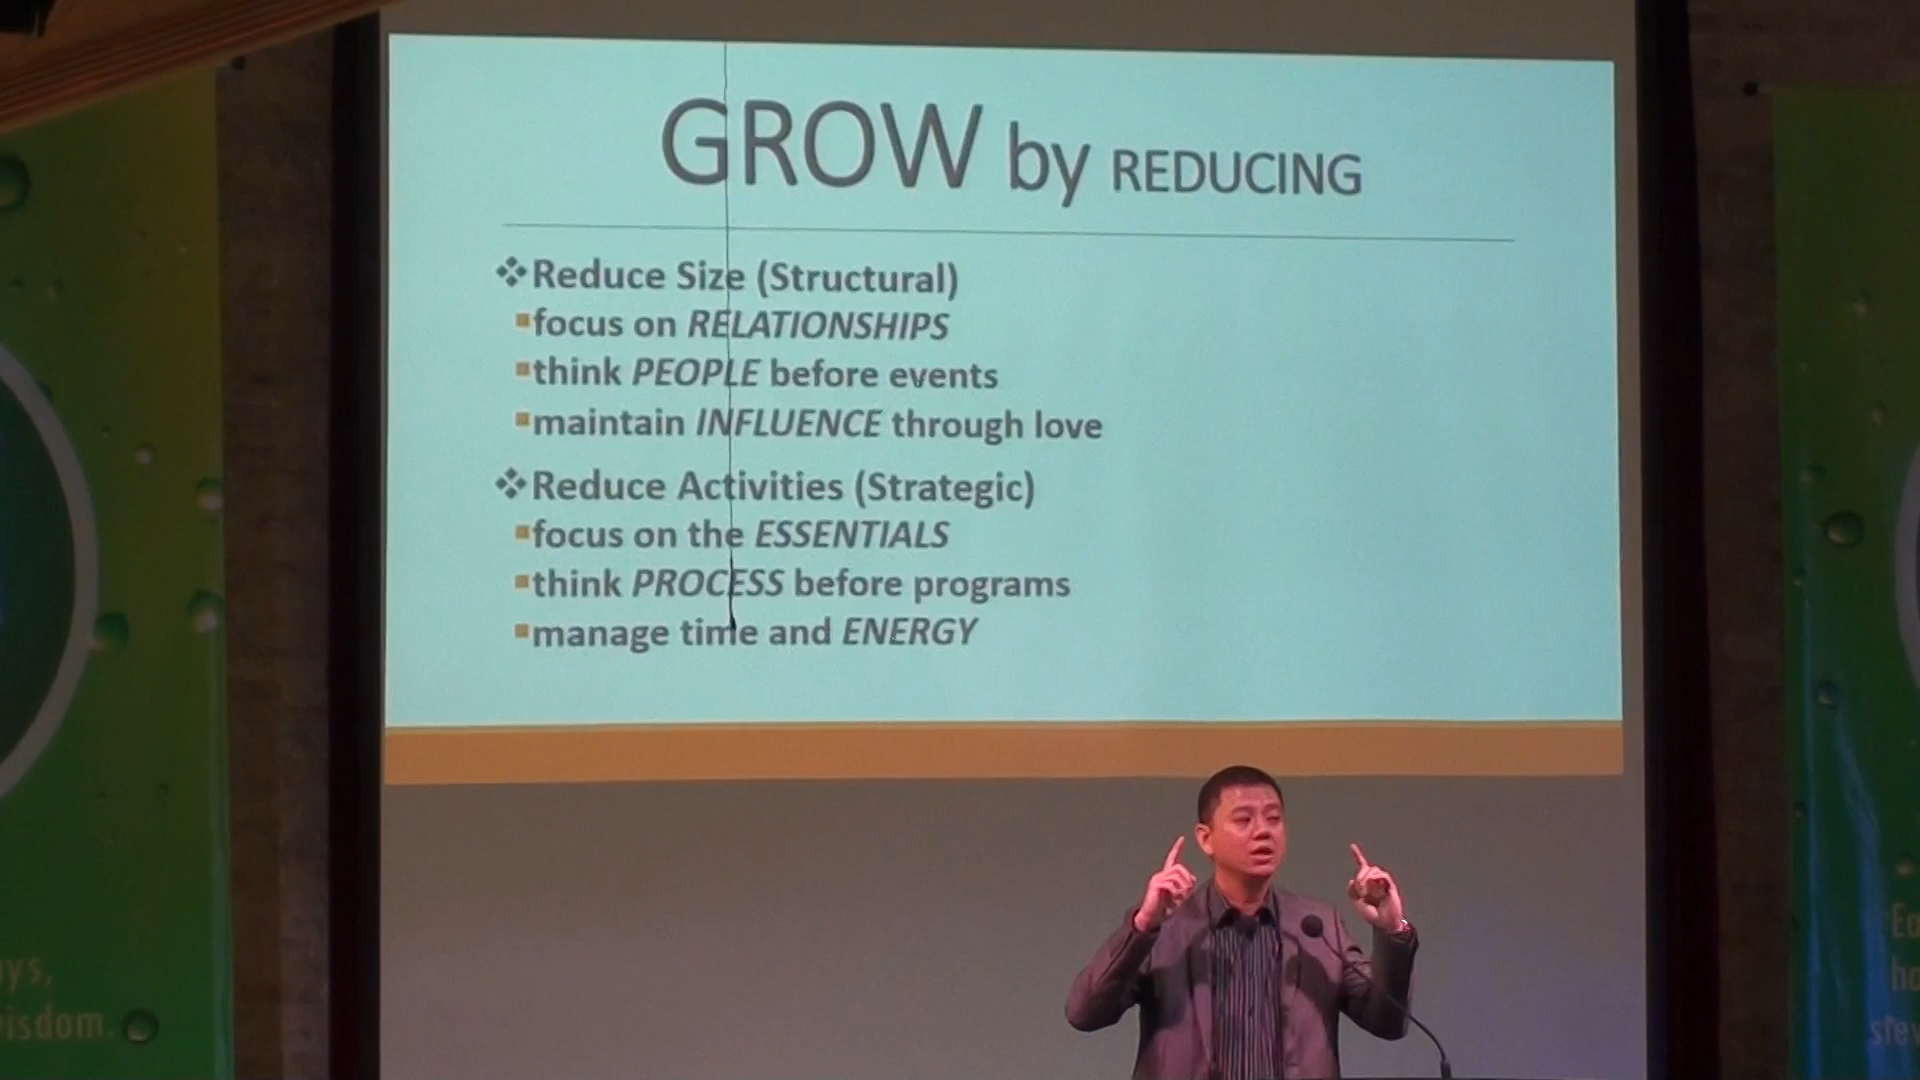 GROW by REDUCING
❖Reduce Size (Structural)
▪focus on RELATIONSHIPS
▪think PEOPLE before events
▪maintain INFLUENCE through love
❖Reduce Activities (Strategic)
▪focus on the ESSENTIALS
▪think PROCESS before programs
▪manage time and ENERGY